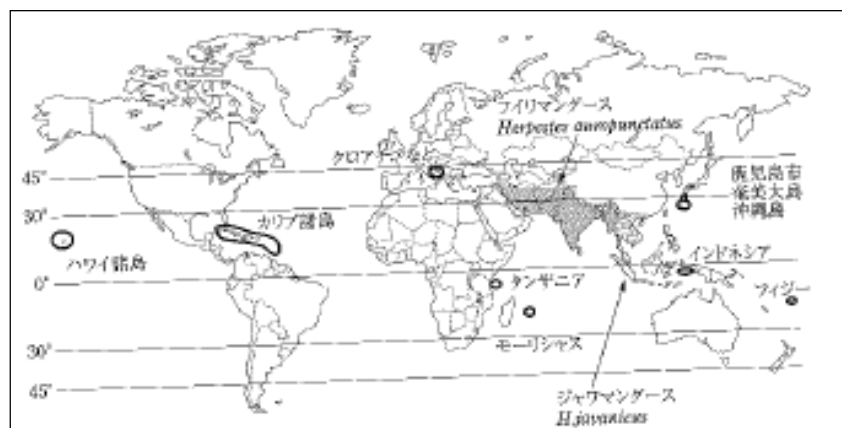 フイリマングース
Herpestes auropunctatus
クロアチアなど
45°
鹿児島市
奄美大島
沖縄島
30°
カリブ諸島
ハワイ諸島
インドネシア
0°
タンザニア
フィジー
モーリシャス
30°
45°
ジャワマングース
H.javanicus